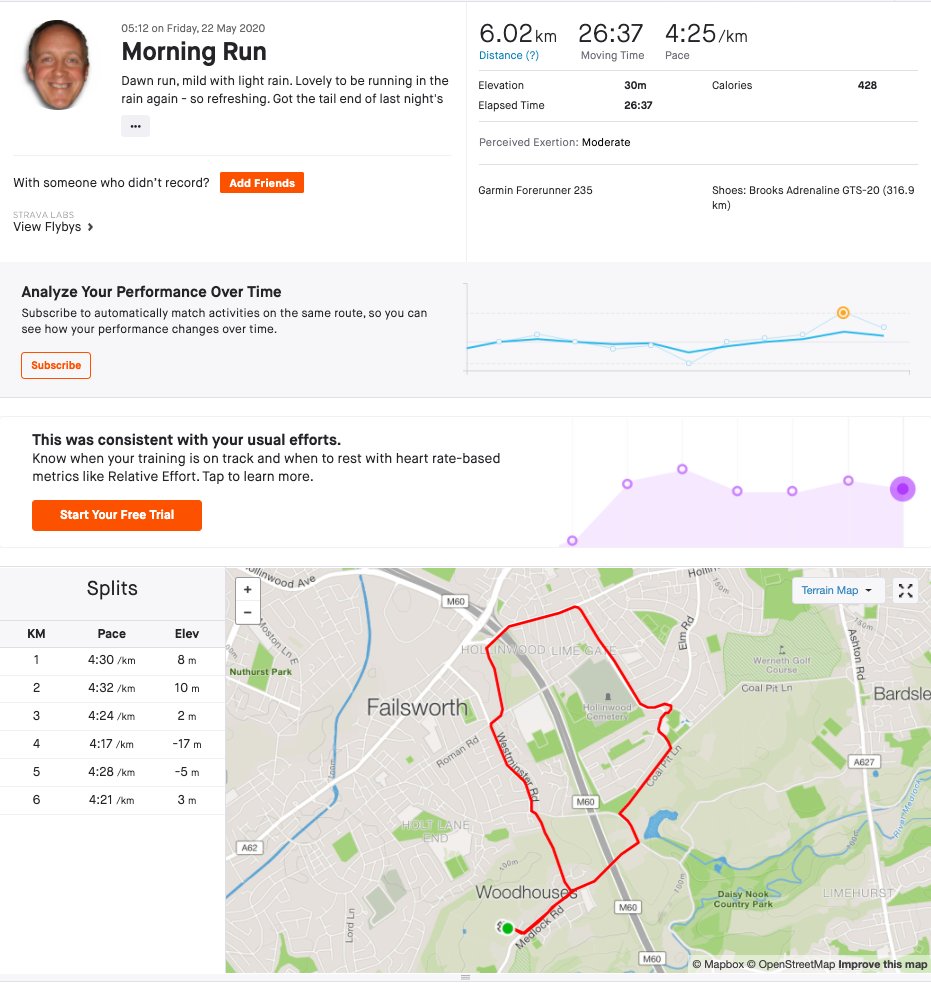 05:12 on Friday, 22 May 2020
Morning Run
Dawn run, mild with light rain. Lovely to be running in the
rain again - so refreshing. Got the tail end of last night's
•••
With someone who didn't record?
Add Friends
STRAVA LABS
View Flybys
6.02 km
26:37
4:25 /km
Distance (?)
Moving Time
Pace
Elevation 30m
Calories 428
Elapsed Time 26:37
Perceived Exertion: Moderate
Garmin Forerunner 235
Shoes: Brooks Adrenaline GTS-20 (316.9
km)
Analyze Your Performance Over Time
Subscribe to automatically match activities on the same route, so you can
see how your performance changes over time.
Subscribe
This was consistent with your usual efforts.
Know when your training is on track and when to rest with heart rate-based
metrics like Relative Effort. Tap to learn more.
Start Your Free Trial
Splits
KM Pace Elev
1 4:30 /km 8 m
2 4:32 /km 10 m
3 4:24 /km 2 m
4 4:17 /km -17 m
5 4:28 /km -5 m
6 4:21 /km 3 m
+
−
Terrain Map
Hollinwood Ave
M60
Hollin
Elm Rd
150m
Ashton Rd
Moston Ln E
Nuthurst Park
HOLLINWOOD
LIME GATE
Werneth Golf
Course
Coal Pit Ln
Bardsle
Failsworth
Hollinwood
Cemetery
Roman Rd
Westminster Rd
Coal Pit Ln
100m
A627
M60
River Medlock
HOLT LANE
END
A62
100m
Woodhouses
100m
Daisy Nook
Country Park
LIMEHURST
M60
Medlock Rd
Lord Ln
M60
150m
© Mapbox © OpenStreetMap Improve this map